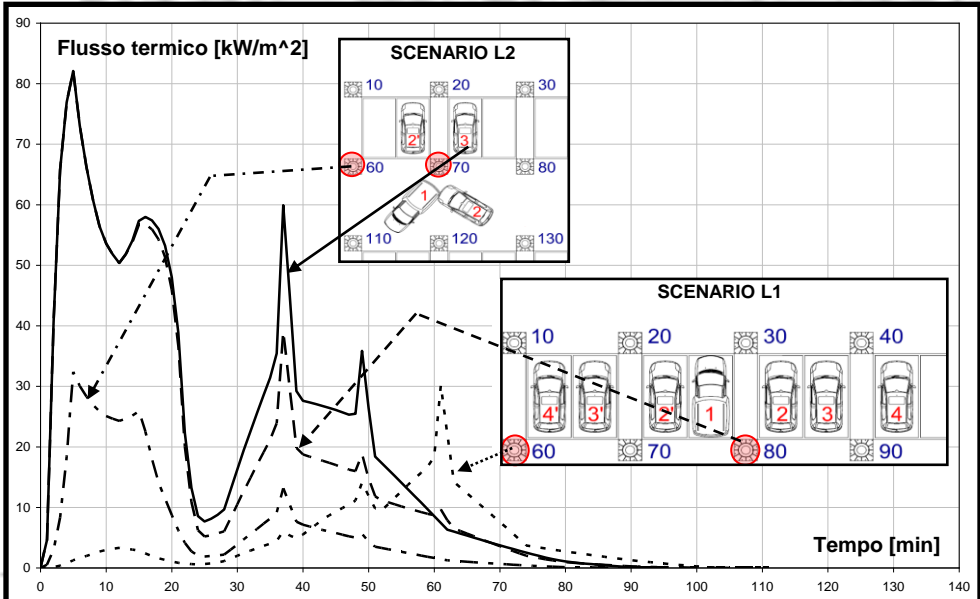 90
80
70
60
50
40
30
20
10
0
Flusso termico [kW/m^2]
SCENARIO L2
10 20 30
2' 3
60 70 80
1 2
110 120 130
SCENARIO L1
10 20 30 40
4' 3' 2' 1 2 3 4
60 70 80 90
Tempo [min]
0 10 20 30 40 50 60 70 80 90 100 110 120 130 140